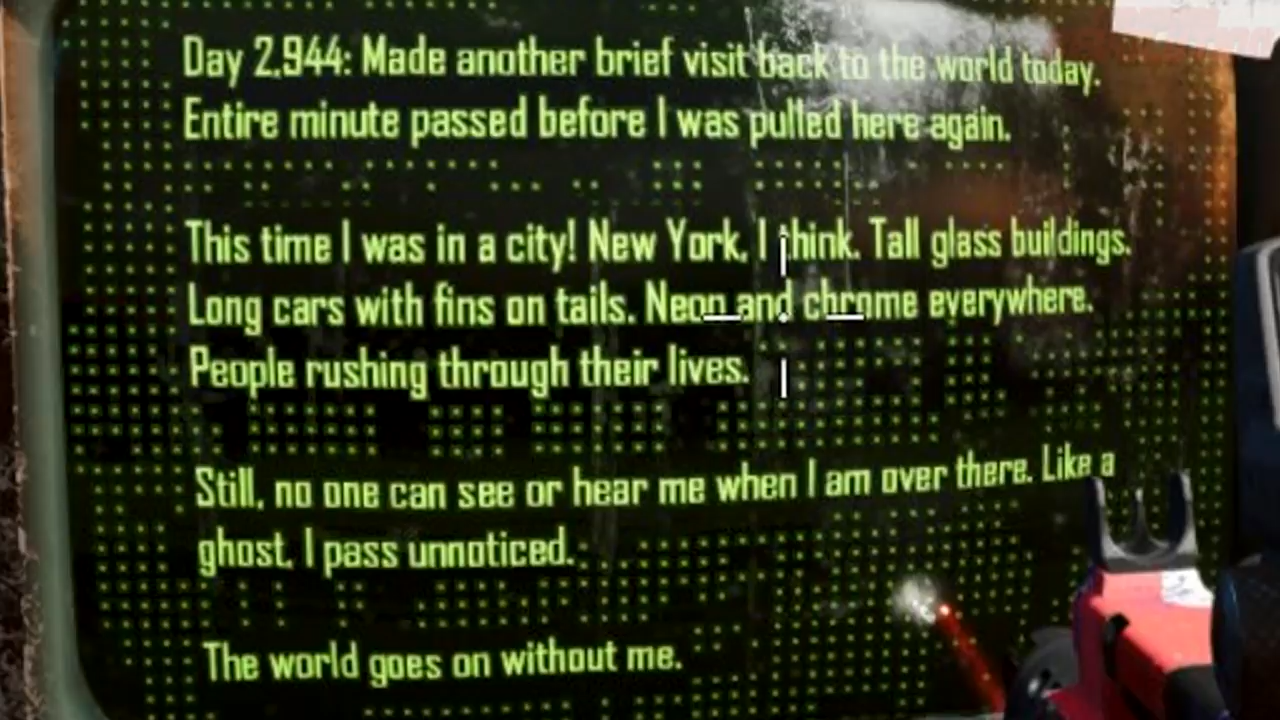 Day 2,944: Made another brief visit back to the world today.
Entire minute passed before I was pulled here again.
This time I was in a city! New York, I think. Tall glass buildings.
Long cars with fins on tails. Neon and chrome everywhere.
People rushing through their lives.
Still, no one can see or hear me when I am over there. Like a
ghost, I pass unnoticed.
The world goes on without me.